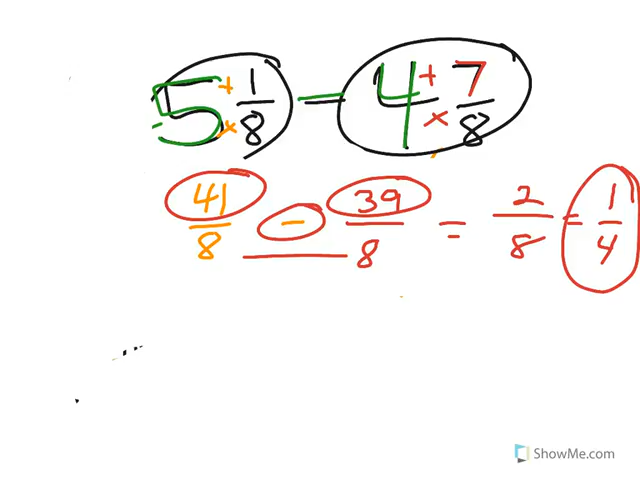 5 + × 1/8 − 4 + × 7/8
41/8 − 39/8 = 2/8 = 1/4
ShowMe.com